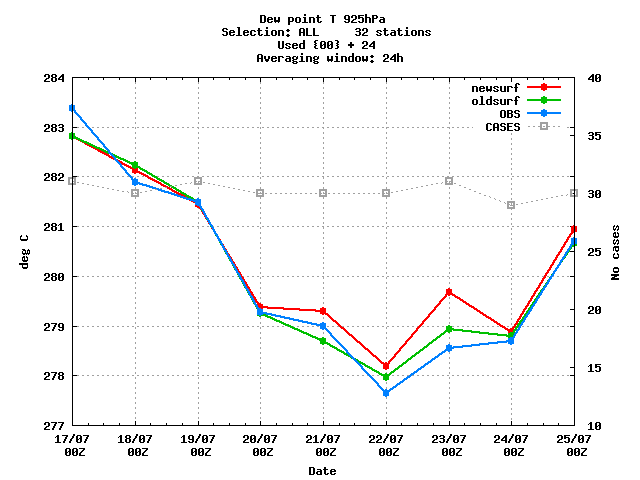 Dew point T 925hPa
Selection: ALL     32 stations
Used {00} + 24
Averaging window: 24h
newsurf
oldsurf
OBS
CASES
deg C
284
283
282
281
280
279
278
277
40
35
30
25
20
15
10
No cases
17/07 18/07 19/07 20/07 21/07 22/07 23/07 24/07 25/07
00Z 00Z 00Z 00Z 00Z 00Z 00Z 00Z 00Z
Date